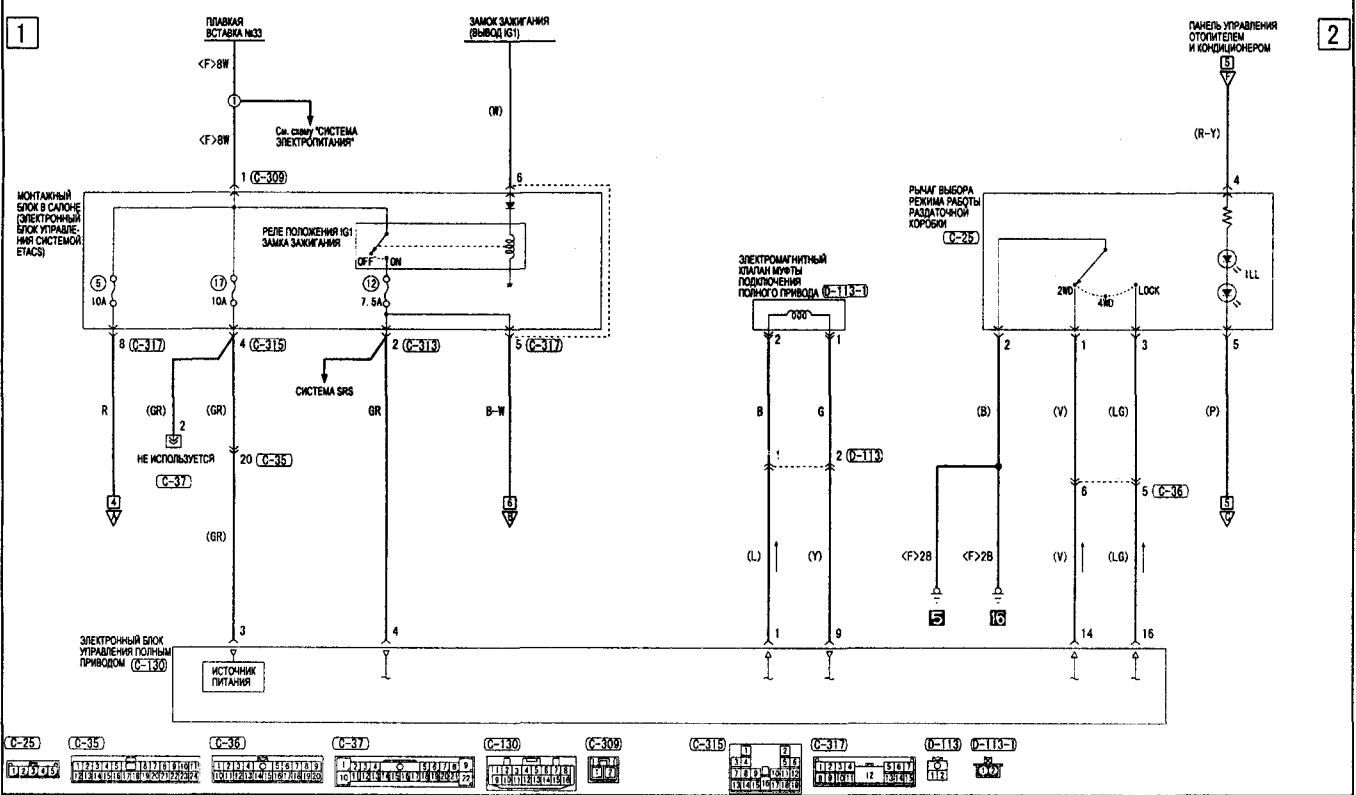 1
ПЛАВКАЯ
ВСТАВКА №33
ЗАМОК ЗАЖИГАНИЯ
(ВЫВОД IG1)
ПАНЕЛЬ УПРАВЛЕНИЯ
ОТОПИТЕЛЕМ
И КОНДИЦИОНЕРОМ
2
<F>8W
5
F
1
(W)
См. схему "СИСТЕМА
ЭЛЕКТРОПИТАНИЯ"
<F>8W
(R-Y)
1 (C-309)
6
4
МОНТАЖНЫЙ
БЛОК В САЛОНЕ
(ЭЛЕКТРОННЫЙ
БЛОК УПРАВЛЕ-
НИЯ СИСТЕМОЙ
ETACS)
РЕЛЕ ПОЛОЖЕНИЯ IG1
ЗАМКА ЗАЖИГАНИЯ
OFF ON
РЫЧАГ ВЫБОРА
РЕЖИМА РАБОТЫ
РАЗДАТОЧНОЙ
КОРОБКИ
C-25
ЭЛЕКТРОМАГНИТНЫЙ
КЛАПАН МУФТЫ
ПОДКЛЮЧЕНИЯ
ПОЛНОГО ПРИВОДА (D-113-1)
5
10A
17
10A
12
7.5A
2WD
4WD
LOCK
ILL
8 (C-317)
4 (C-315)
2 (C-313)
5 (C-317)
2
1
2
1
3
5
СИСТЕМА SRS
R
(GR)
(GR)
GR
B-W
B
G
(B)
(V)
(LG)
(P)
2
НЕ ИСПОЛЬЗУЕТСЯ
C-37
20 (C-35)
1
2 (D-113)
6
5 (C-36)
4
A
6
B
5
G
(GR)
(L)
(Y)
<F>2B
<F>2B
(V)
(LG)
5
16
ЭЛЕКТРОННЫЙ БЛОК
УПРАВЛЕНИЯ ПОЛНЫМ
ПРИВОДОМ (C-130)
3
4
1
9
14
16
ИСТОЧНИК
ПИТАНИЯ
C-25
C-35
C-36
C-37
C-130
C-309
C-315
C-317
D-113
D-113-1